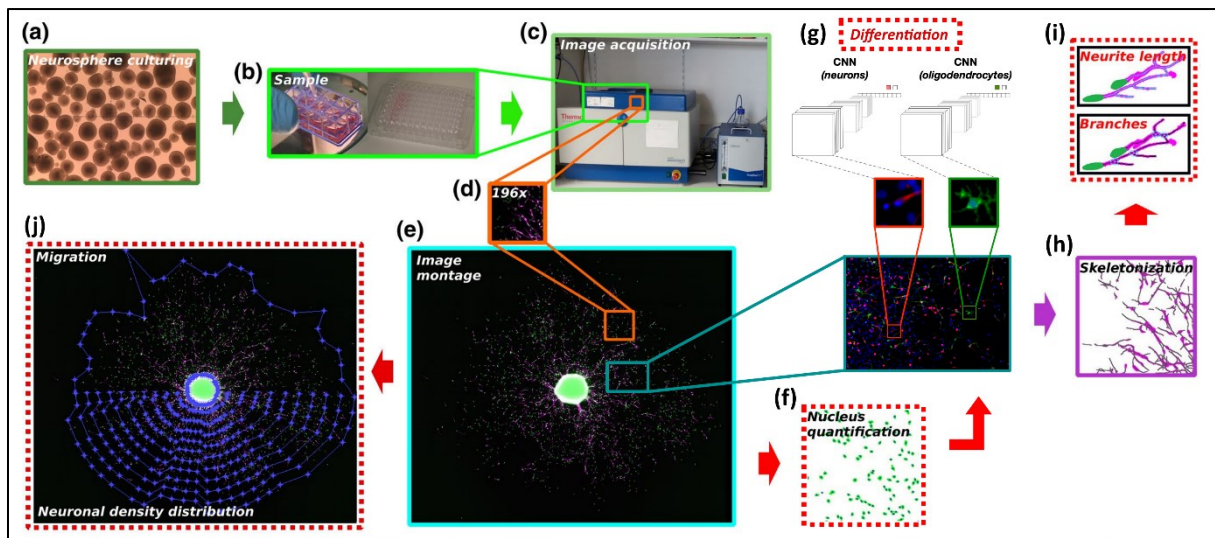 (a)
Neurosphere culturing
(b)
Sample
(c)
Image acquisition
Thermo
(d)
196x
(e)
Image
montage
(f)
Nucleus
quantification
(g)
Differentiation
CNN
(neurons)
CNN
(oligodendrocytes)
(h)
Skeletonization
(i)
Neurite length
Branches
(j)
Migration
Neuronal density distribution